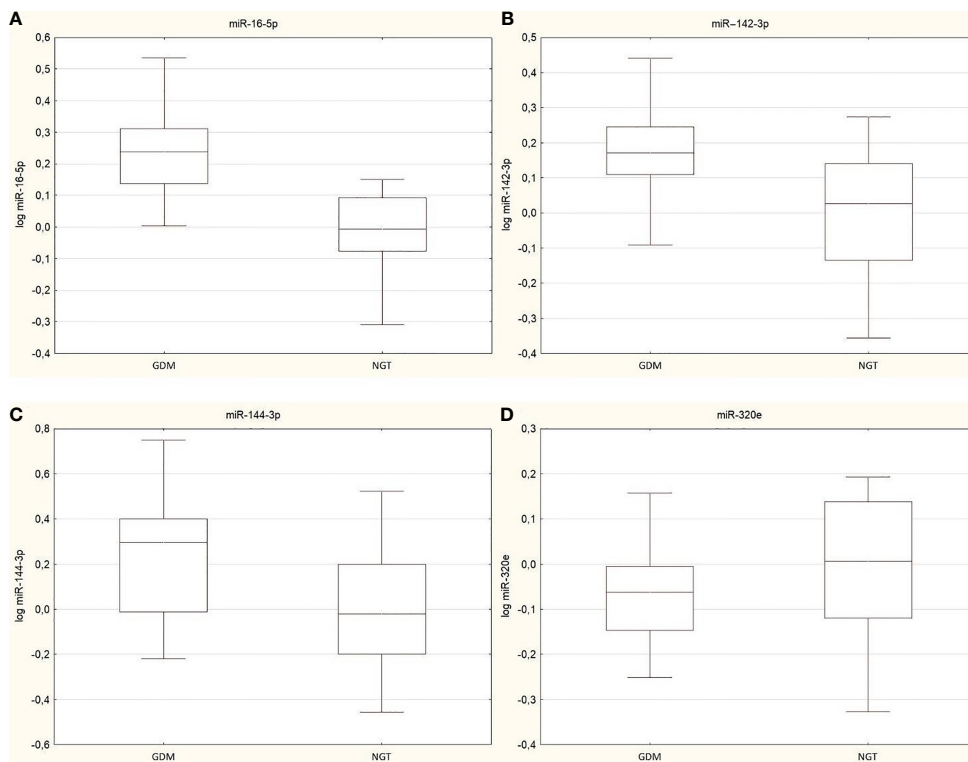 A
miR-16-5p
log miR-16-5p
0,6
0,5
0,4
0,3
0,2
0,1
0,0
-0,1
-0,2
-0,3
-0,4
GDM NGT
B
miR–142-3p
log miR-142-3p
0,5
0,4
0,3
0,2
0,1
0,0
-0,1
-0,2
-0,3
-0,4
GDM NGT
C
miR-144-3p
log miR-144-3p
0,8
0,6
0,4
0,2
0,0
-0,2
-0,4
-0,6
GDM NGT
D
miR-320e
log miR-320e
0,3
0,2
0,1
0,0
-0,1
-0,2
-0,3
-0,4
GDM NGT